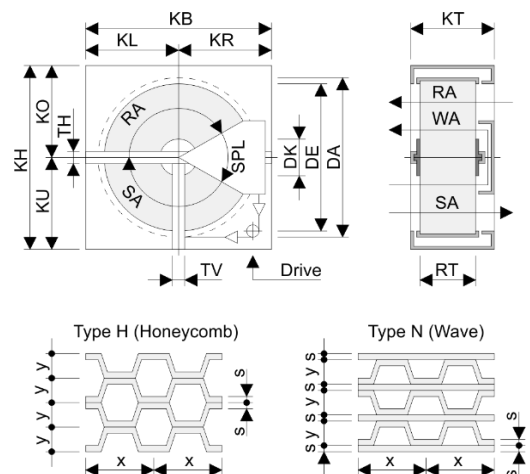 KB
KL
KR
KT
KH
KO
TH
KU
RA
SA
SPL
DK
DE
DA
TV
Drive
RA
WA
SA
RT
Type H (Honeycomb)
y
y
y
y
s
s
x
x
Type N (Wave)
s
y
s
y
s
y
s
s
x
x